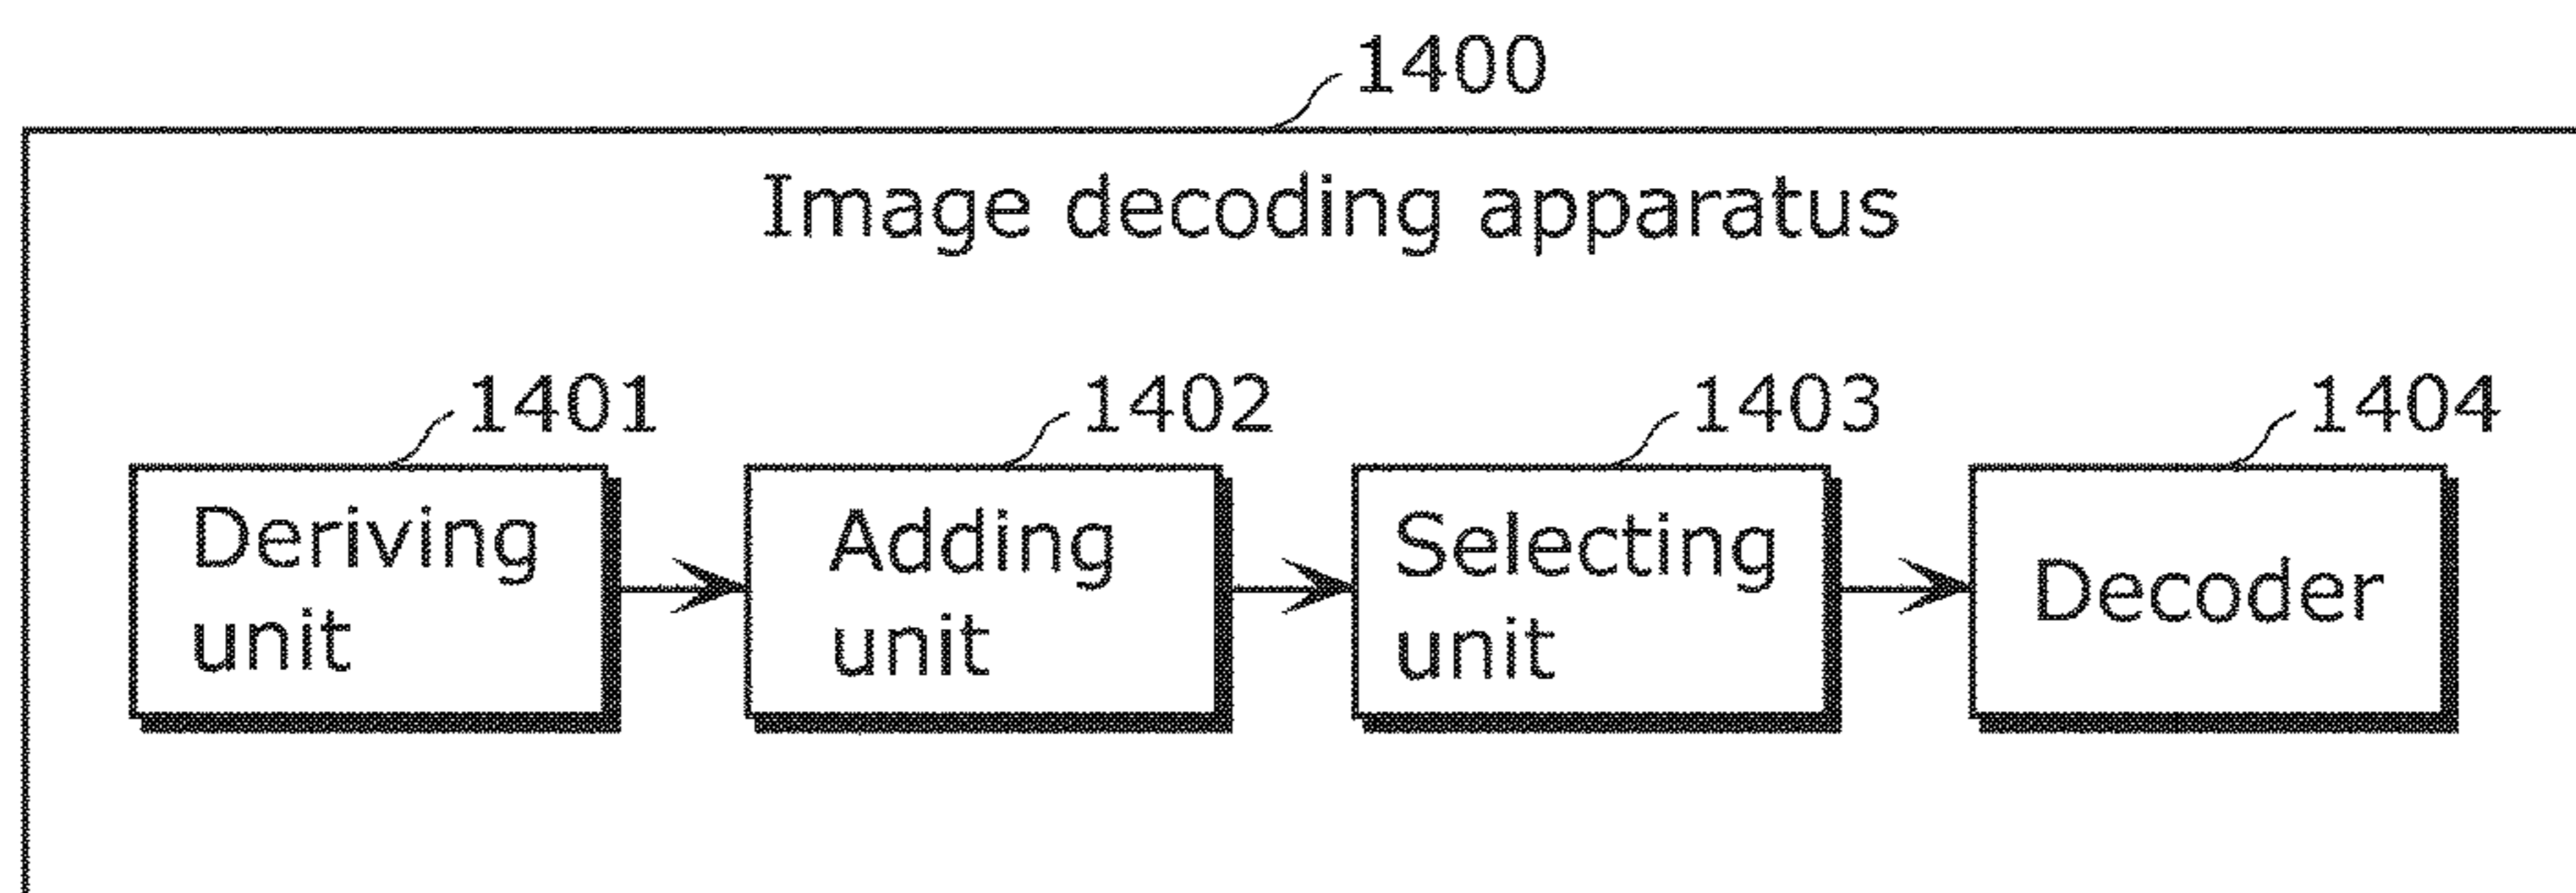 1400
Image decoding apparatus
1401
1402
1403
1404
Deriving
unit
Adding
unit
Selecting
unit
Decoder